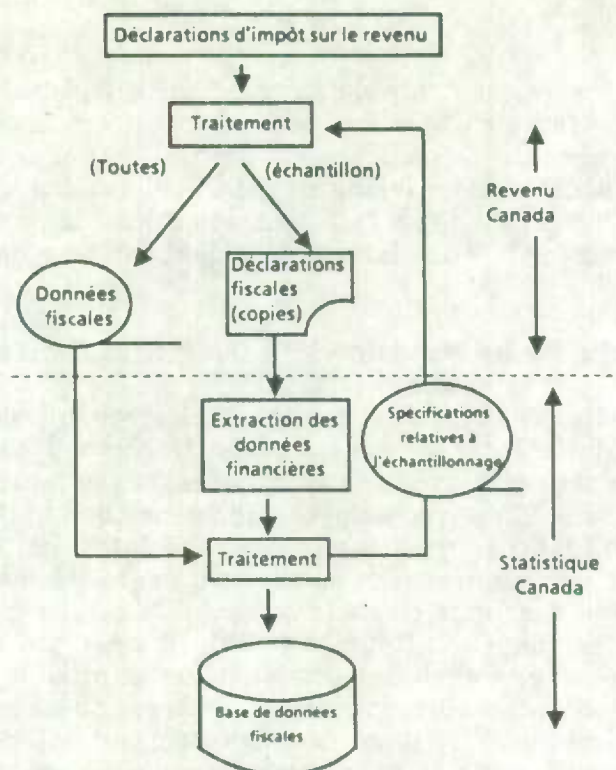 Déclarations d'impôt sur le revenu
Traitement
(Toutes)
(échantillon)
Revenu
Canada
Données
fiscales
Déclarations
fiscales
(copies)
Extraction des
données
financières
Spécifications
relatives à
l'échantillonnage
Traitement
Statistique
Canada
Base de données
fiscales